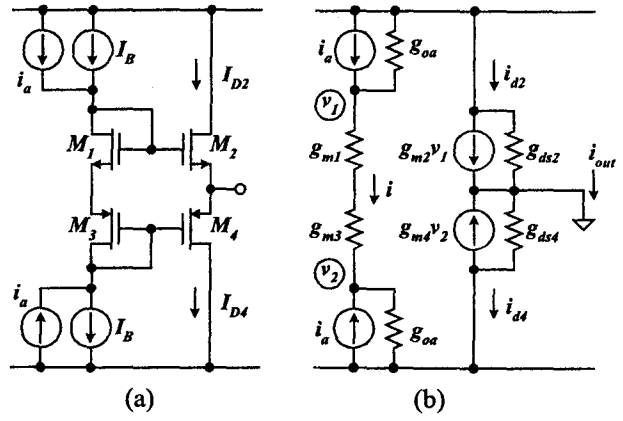 i_a
I_B
I_D2
M_1
M_2
M_3
M_4
i_a
I_B
I_D4
(a)
i_a
g_oa
v_1
i_d2
g_m1
g_m2v_1
g_ds2
i_out
i
g_m3
g_m4v_2
g_ds4
v_2
i_a
g_oa
i_d4
(b)